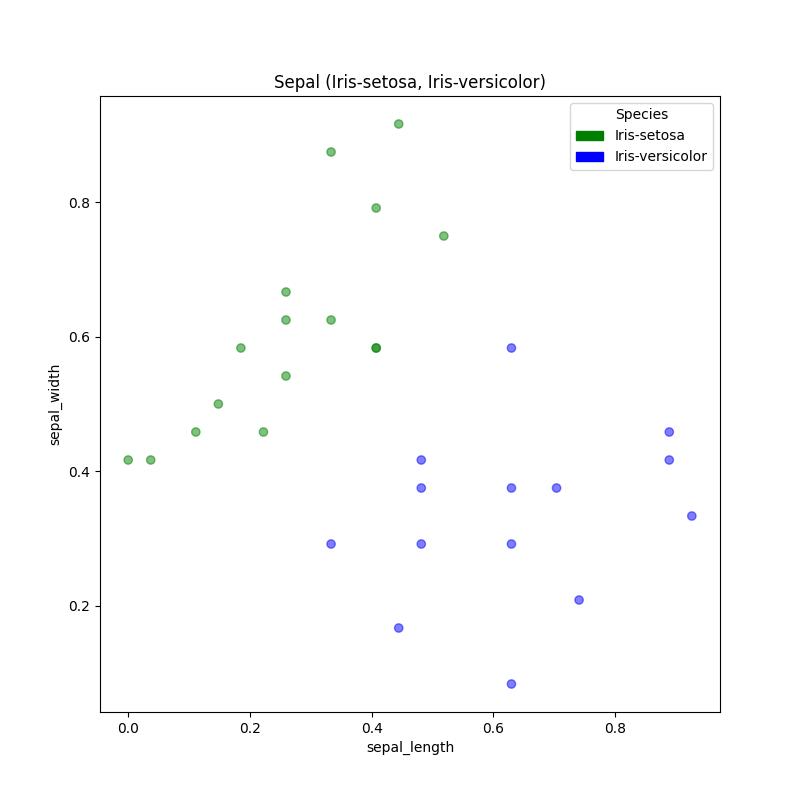 Sepal (Iris-setosa, Iris-versicolor)
Species
Iris-setosa
Iris-versicolor
sepal_width
0.8
0.6
0.4
0.2
0.0 0.2 0.4 0.6 0.8
sepal_length